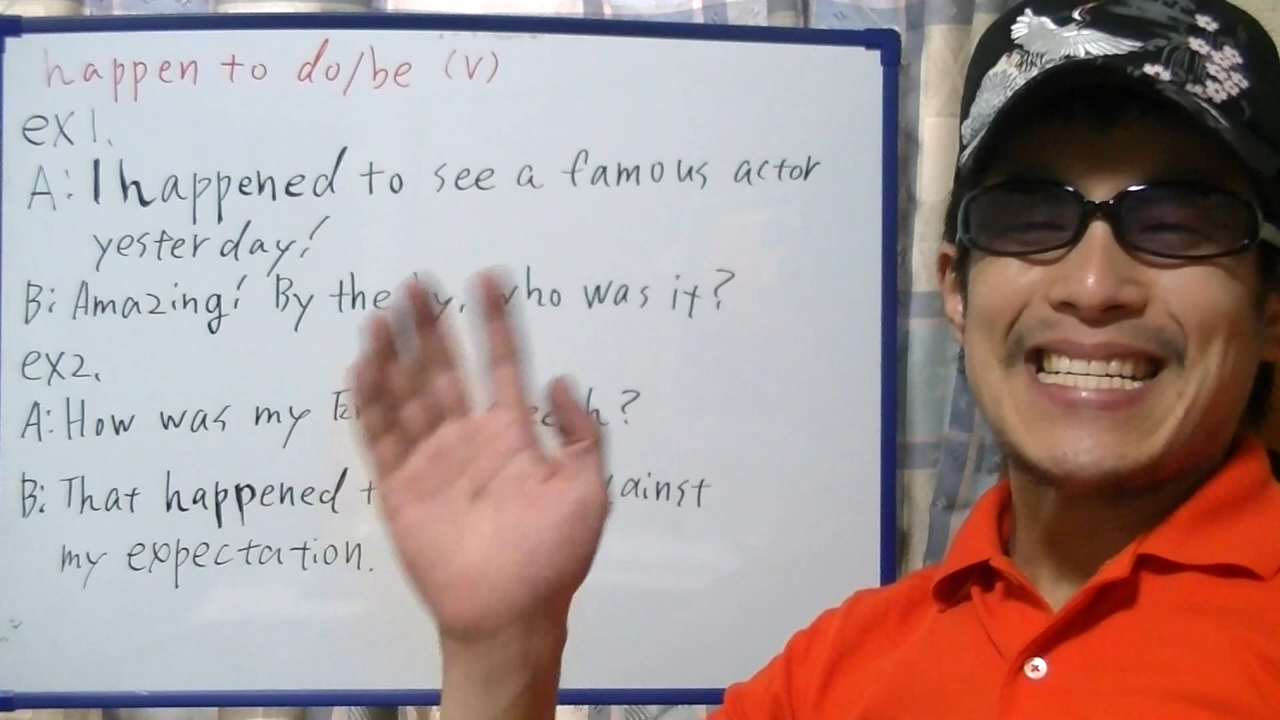 happen to do/be (v)
ex1.
A: I happened to see a famous actor
yesterday!
B: Amazing! By the who was it?
ex2.
A: How was my ?
B: That happened
my expectation.